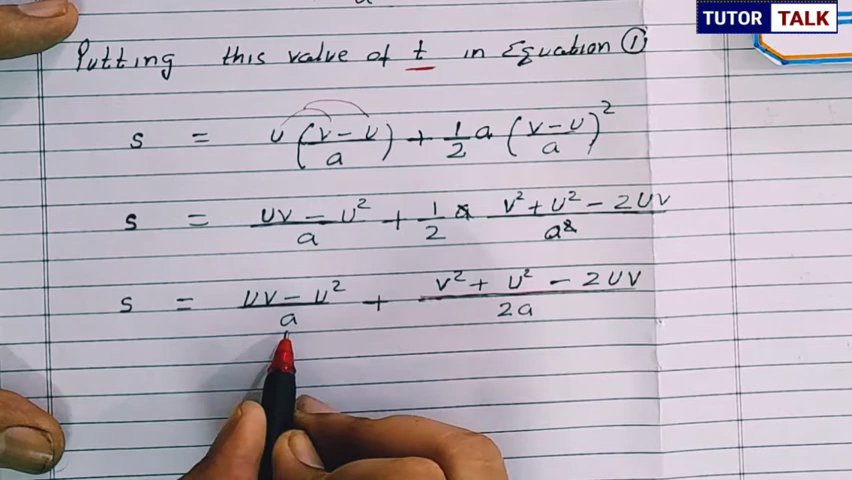 TUTOR TALK
Putting this value of t in Equation ①
s = u (v-u/a) + 1/2 a (v-u/a)²
s = uv - u²/a + 1/2 a v² + u² - 2uv/a²
s = uv - u²/a + v² + u² - 2uv/2a